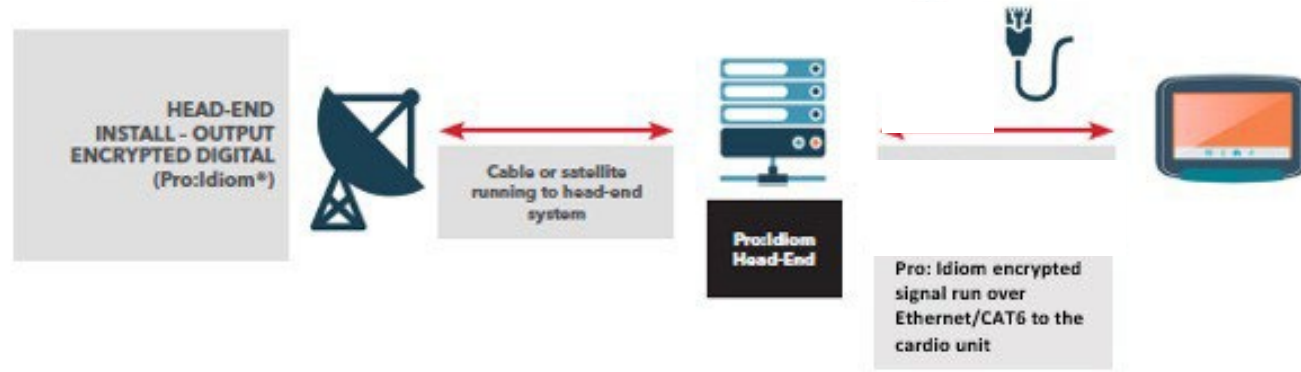 HEAD-END
INSTALL - OUTPUT
ENCRYPTED DIGITAL
(Pro:Idiom®)
Cable or satellite
running to head-end
system
Pro:Idiom
Head-End
Pro: Idiom encrypted
signal run over
Ethernet/CAT6 to the
cardio unit